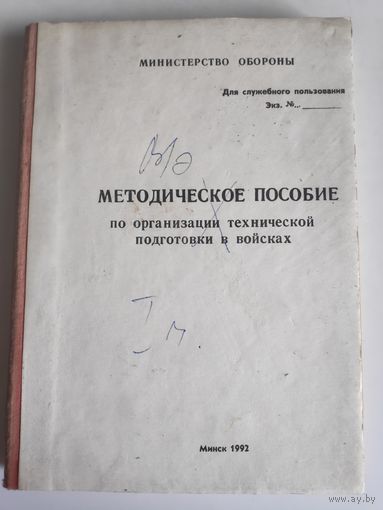 МИНИСТЕРСТВО ОБОРОНЫ
Для служебного пользования
Экз. №
МЕТОДИЧЕСКОЕ ПОСОБИЕ
по организации технической
подготовки в войсках
Минск 1992
www.ay.by